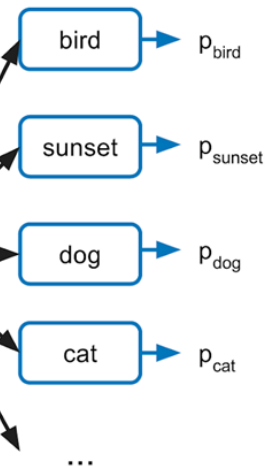 bird p_bird
sunset p_sunset
dog p_dog
cat p_cat
...